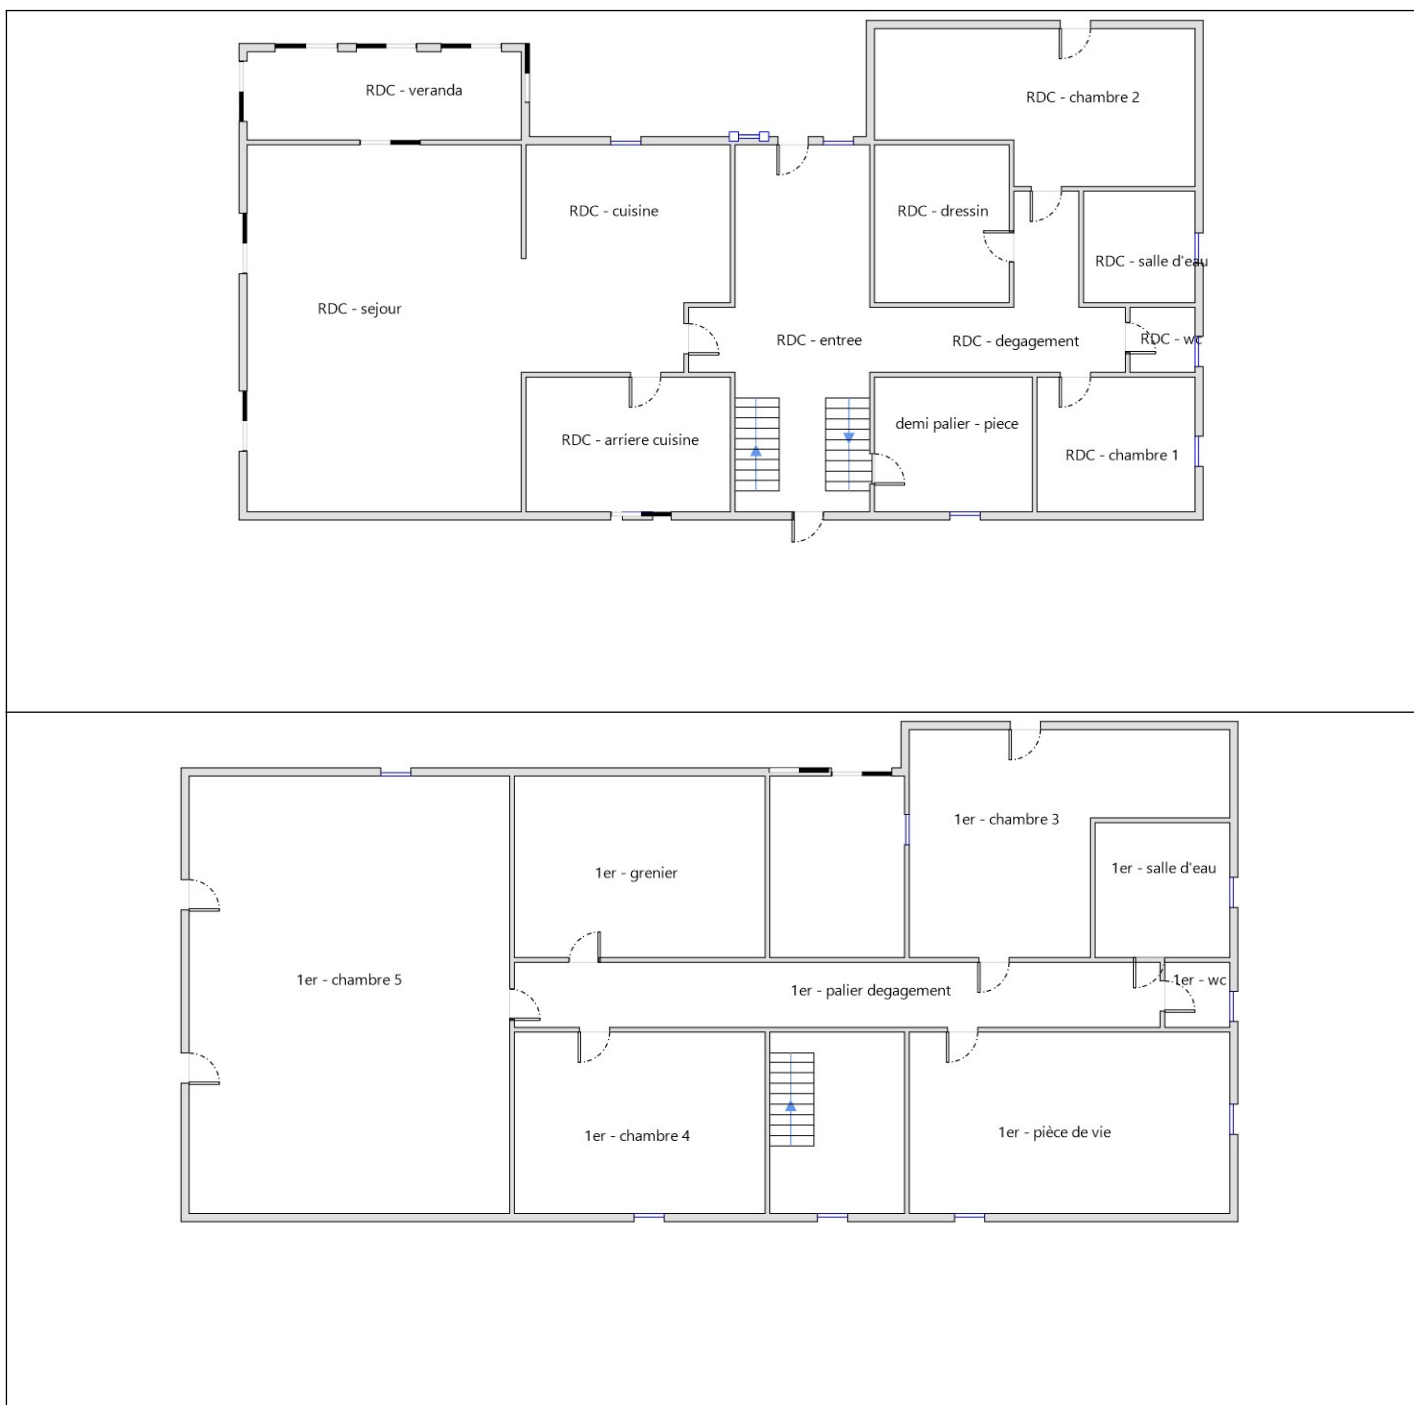 RDC - veranda
RDC - chambre 2
RDC - cuisine
RDC - dressin
RDC - salle d'eau
RDC - sejour
RDC - entree
RDC - degagement
RDC - wc
demi palier - piece
RDC - arriere cuisine
RDC - chambre 1
1er - chambre 3
1er - grenier
1er - salle d'eau
1er - chambre 5
1er - palier degagement
1er - wc
1er - chambre 4
1er - pièce de vie